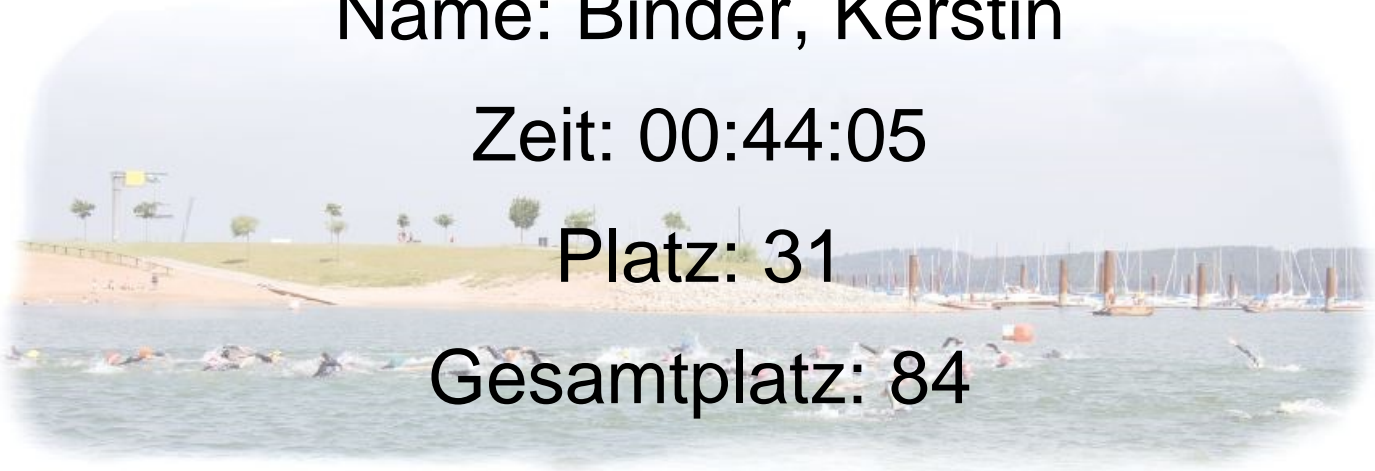 Name: Binder, Kerstin
Zeit: 00:44:05
Platz: 31
Gesamtplatz: 84